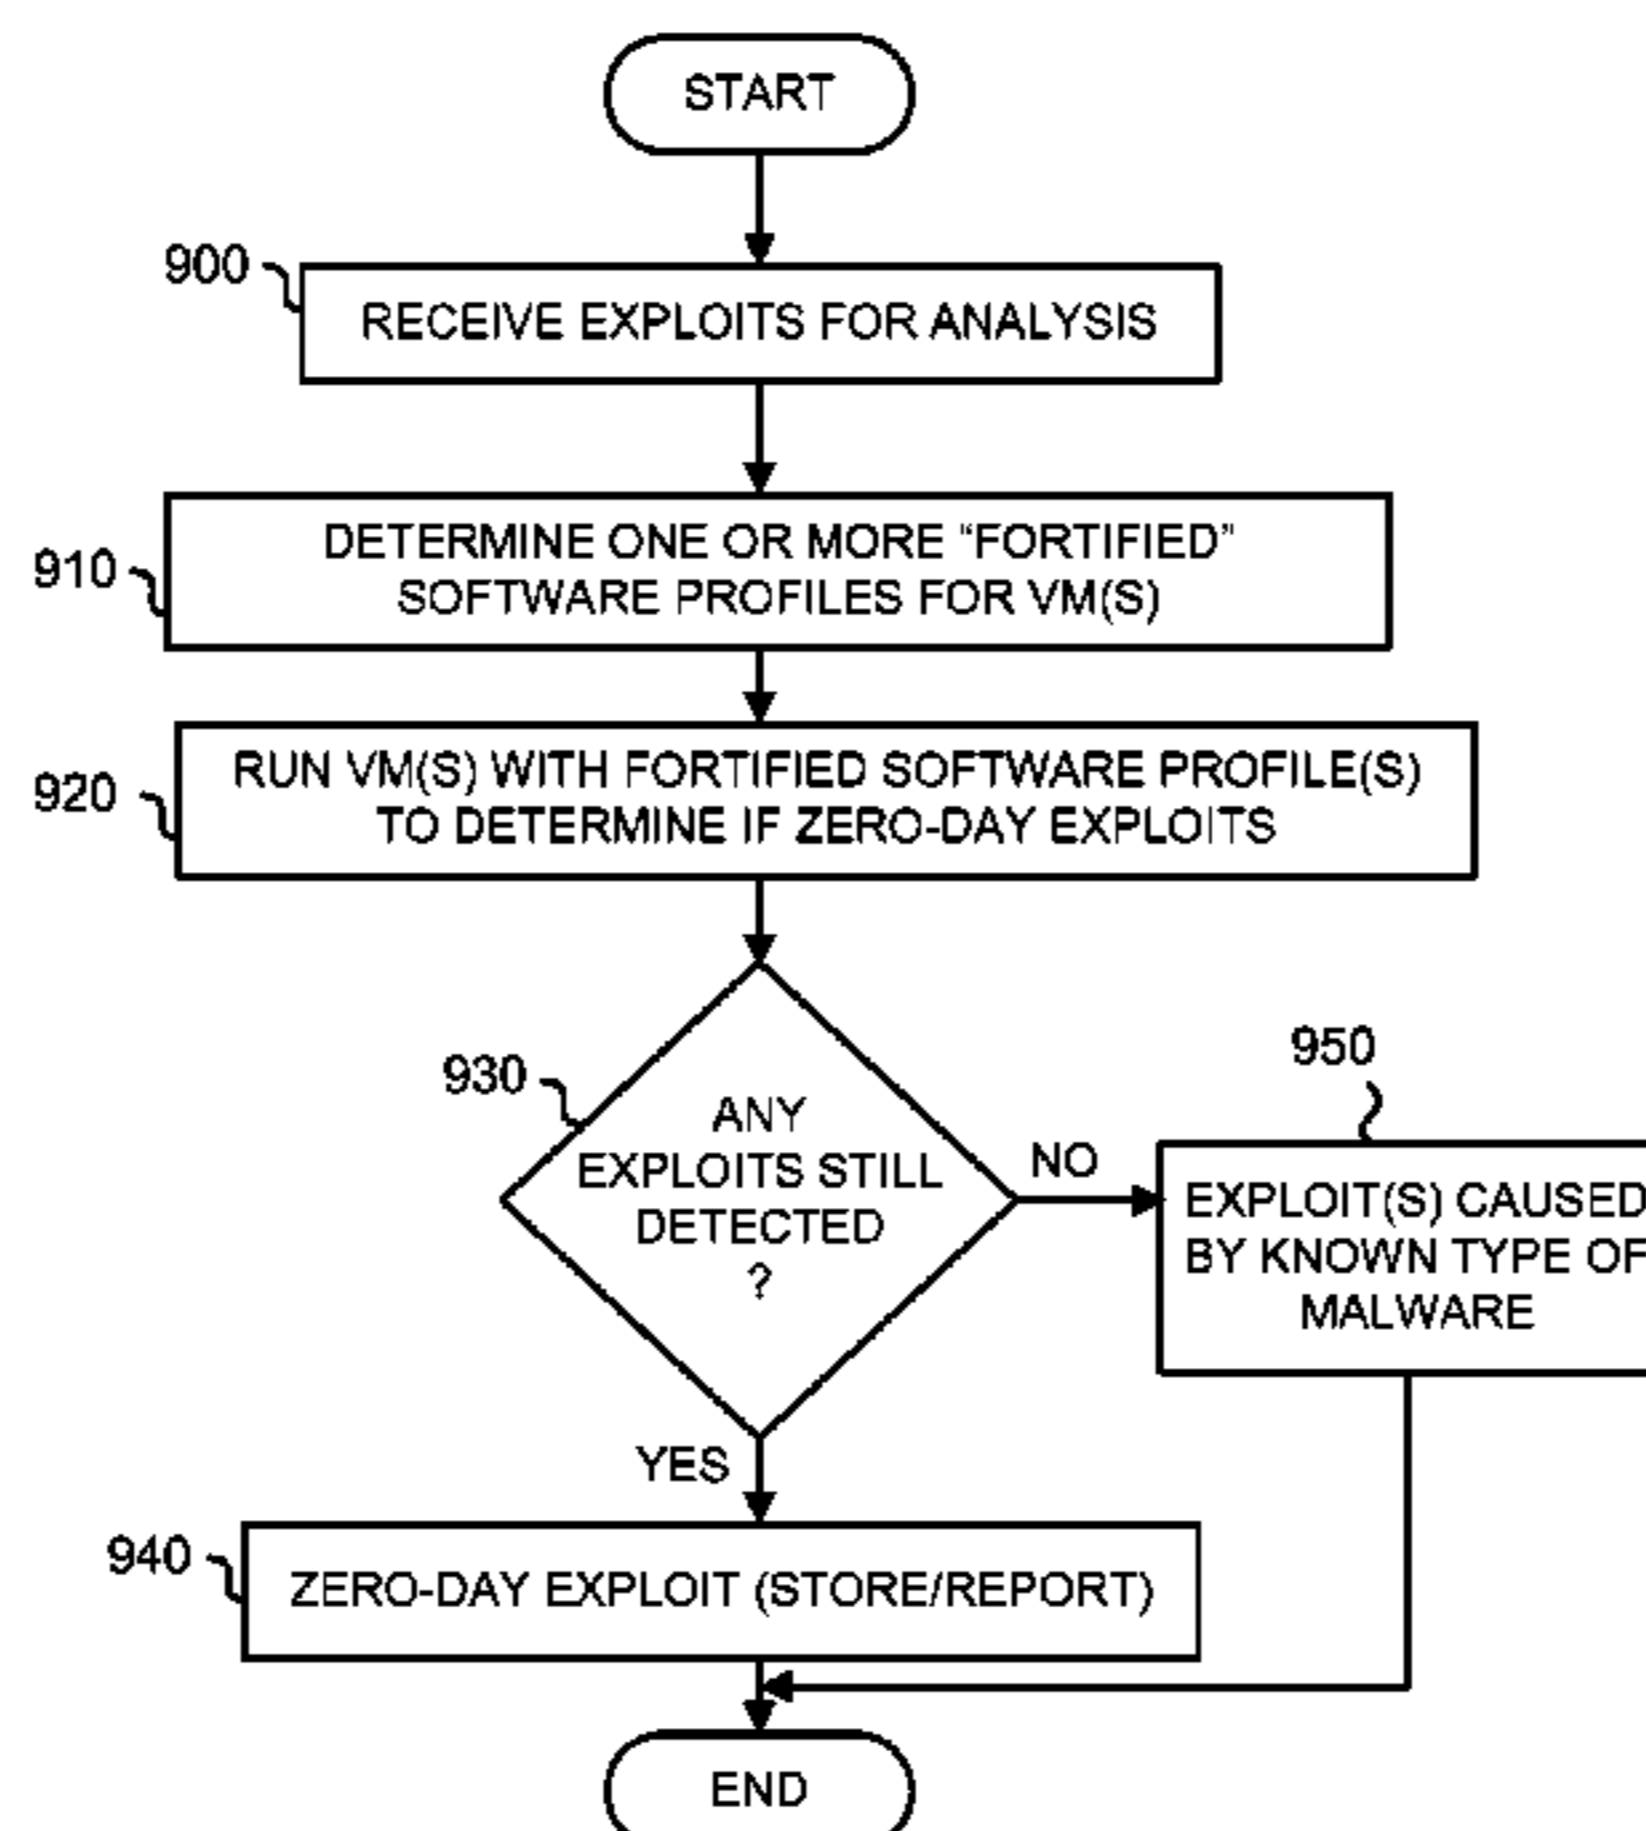 START
900
RECEIVE EXPLOITS FOR ANALYSIS
910
DETERMINE ONE OR MORE “FORTIFIED”
SOFTWARE PROFILES FOR VM(S)
920
RUN VM(S) WITH FORTIFIED SOFTWARE PROFILE(S)
TO DETERMINE IF ZERO-DAY EXPLOITS
930
ANY
EXPLOITS STILL
DETECTED
?
NO
950
EXPLOIT(S) CAUSED
BY KNOWN TYPE OF
MALWARE
YES
940
ZERO-DAY EXPLOIT (STORE/REPORT)
END